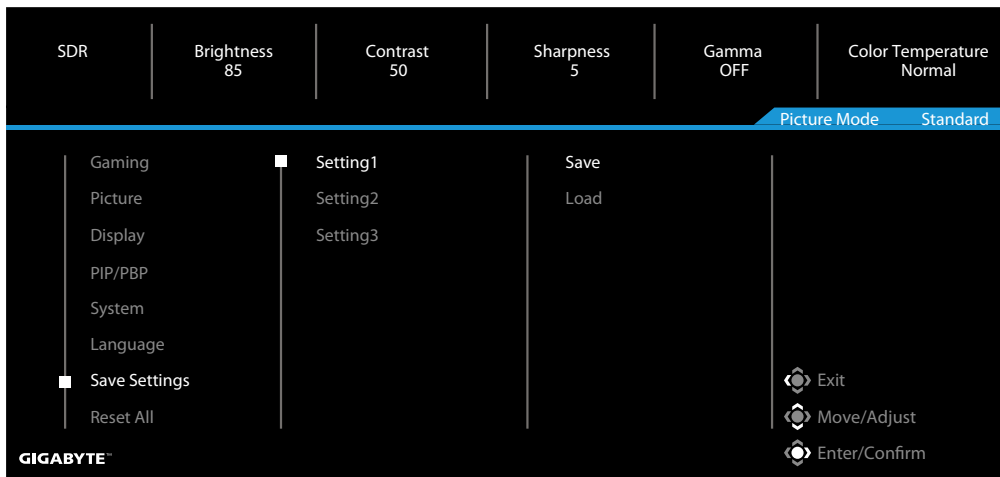 SDR
Brightness
85
Contrast
50
Sharpness
5
Gamma
OFF
Color Temperature
Normal
Picture Mode Standard
Gaming
Picture
Display
PIP/PBP
System
Language
Save Settings
Reset All
Setting1
Setting2
Setting3
Save
Load
Exit
Move/Adjust
Enter/Confirm
GIGABYTE™